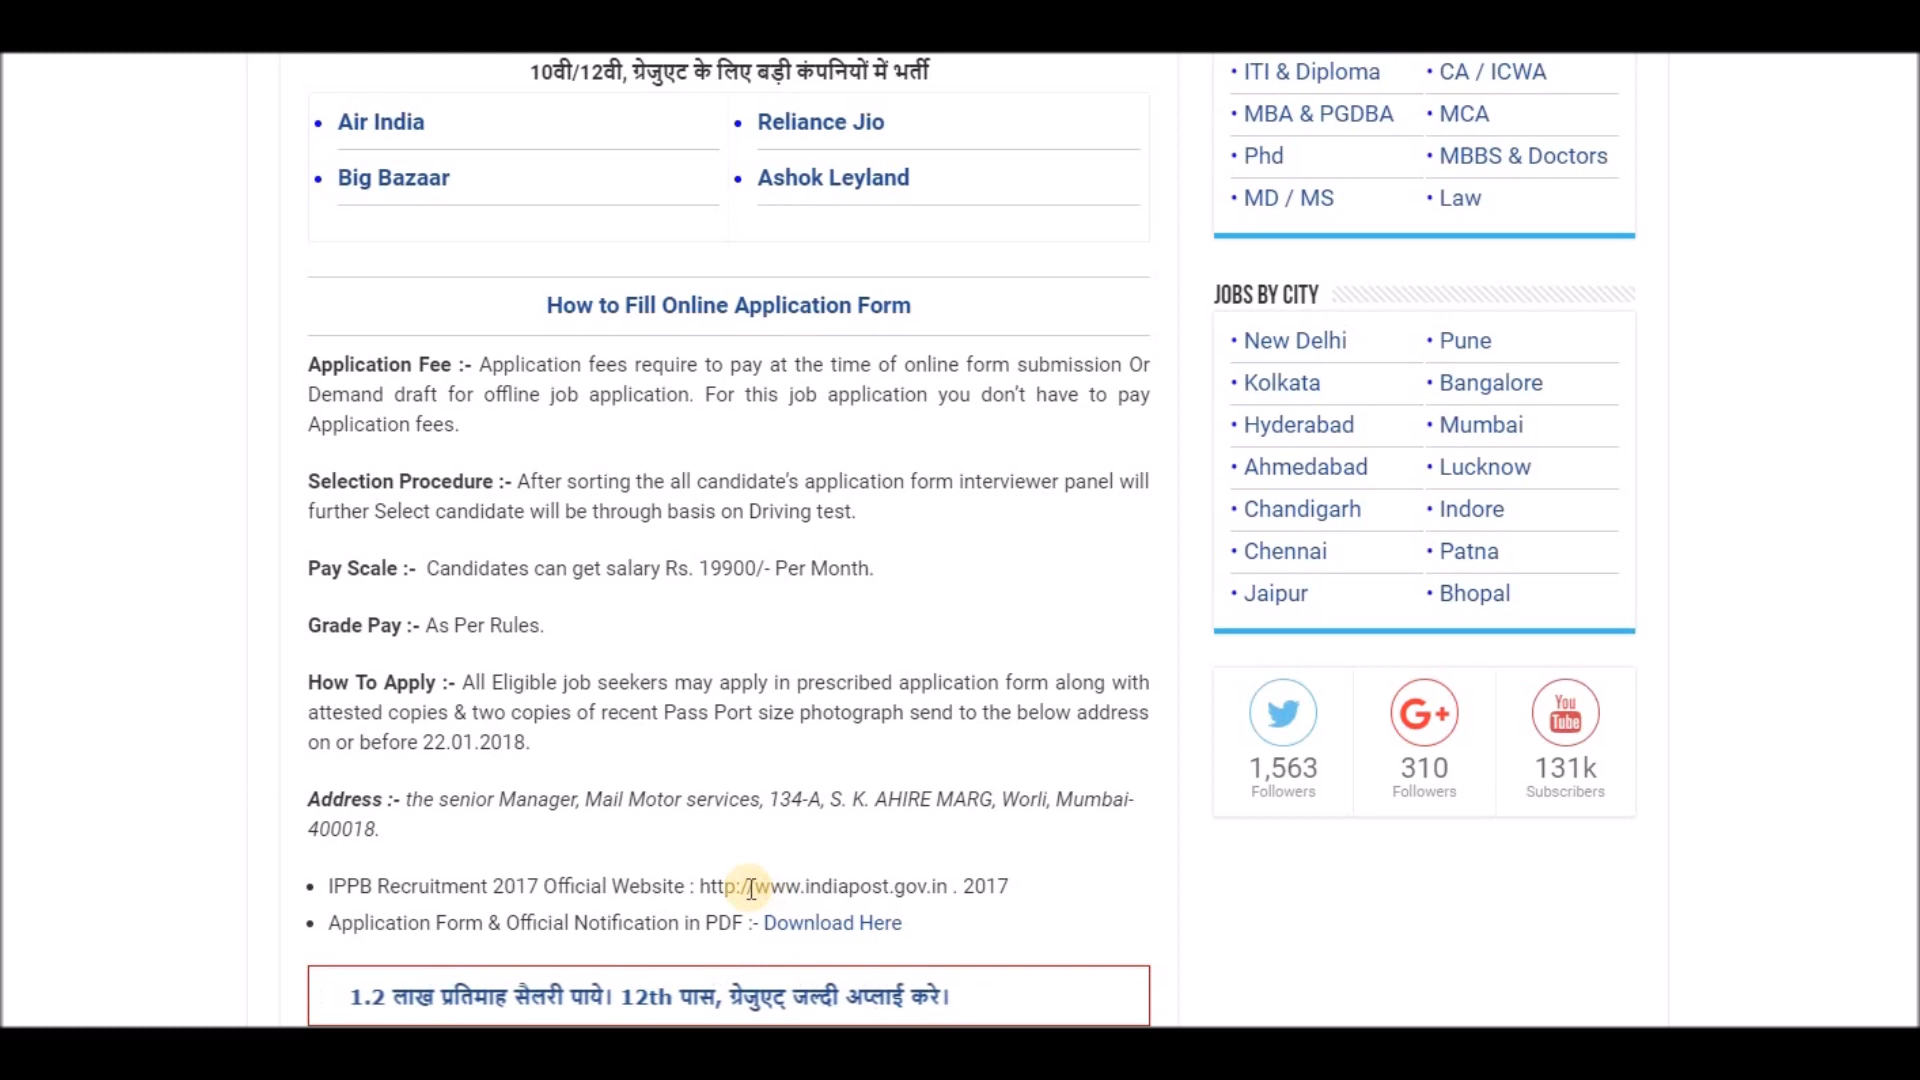 10वी/12वी, ग्रेजुएट के लिए बड़ी कंपनियों में भर्ती
• Air India
• Reliance Jio
• Big Bazaar
• Ashok Leyland
How to Fill Online Application Form
Application Fee :- Application fees require to pay at the time of online form submission Or
Demand draft for offline job application. For this job application you don’t have to pay
Application fees.
Selection Procedure :- After sorting the all candidate’s application form interviewer panel will
further Select candidate will be through basis on Driving test.
Pay Scale :- Candidates can get salary Rs. 19900/- Per Month.
Grade Pay :- As Per Rules.
How To Apply :- All Eligible job seekers may apply in prescribed application form along with
attested copies & two copies of recent Pass Port size photograph send to the below address
on or before 22.01.2018.
Address :- the senior Manager, Mail Motor services, 134-A, S. K. AHIRE MARG, Worli, Mumbai-
400018.
• IPPB Recruitment 2017 Official Website : http://www.indiapost.gov.in . 2017
• Application Form & Official Notification in PDF :- Download Here
1.2 लाख प्रतिमाह सैलरी पाये। 12th पास, ग्रेजुएट् जल्दी अप्लाई करे।
• ITI & Diploma
• CA / ICWA
• MBA & PGDBA
• MCA
• Phd
• MBBS & Doctors
• MD / MS
• Law
JOBS BY CITY
• New Delhi
• Pune
• Kolkata
• Bangalore
• Hyderabad
• Mumbai
• Ahmedabad
• Lucknow
• Chandigarh
• Indore
• Chennai
• Patna
• Jaipur
• Bhopal
G+
You
Tube
1,563
Followers
310
Followers
131k
Subscribers